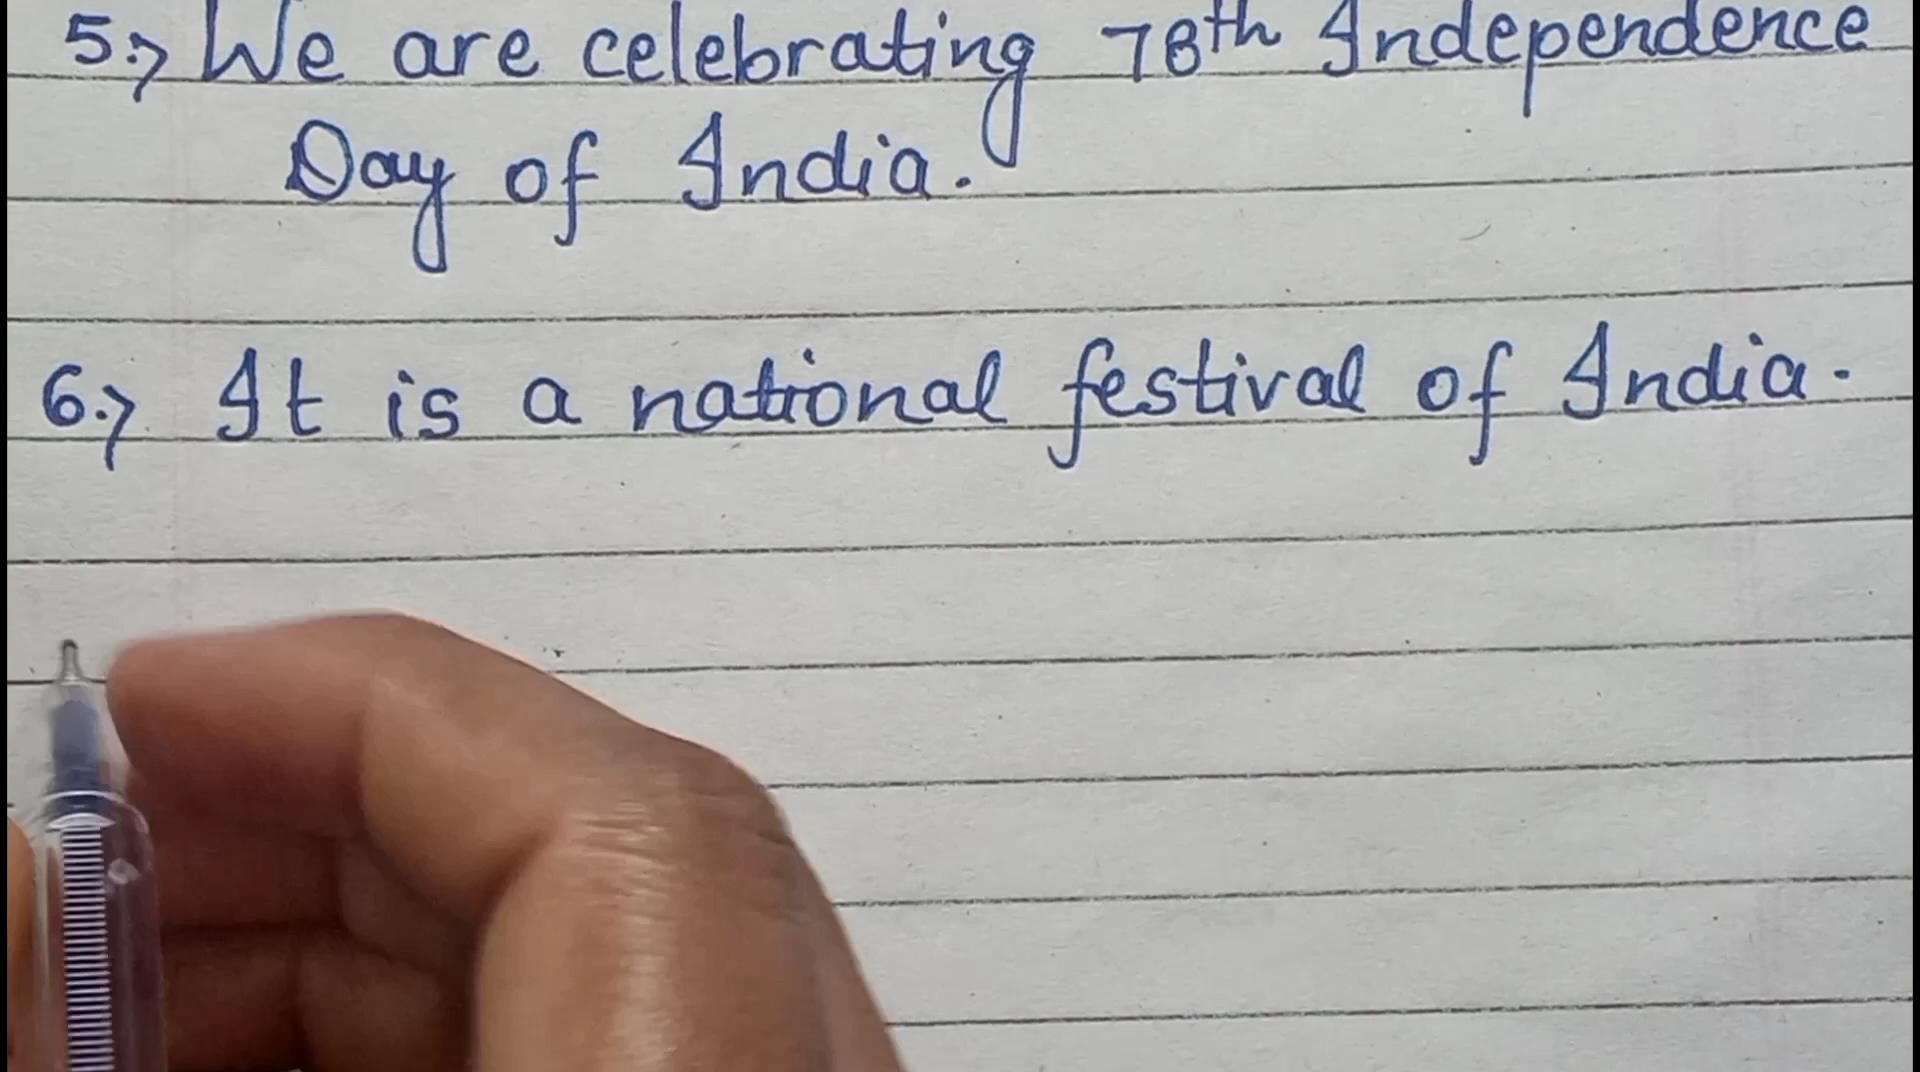 5.> We are celebrating 78th Independence
Day of India.
6.> It is a national festival of India.